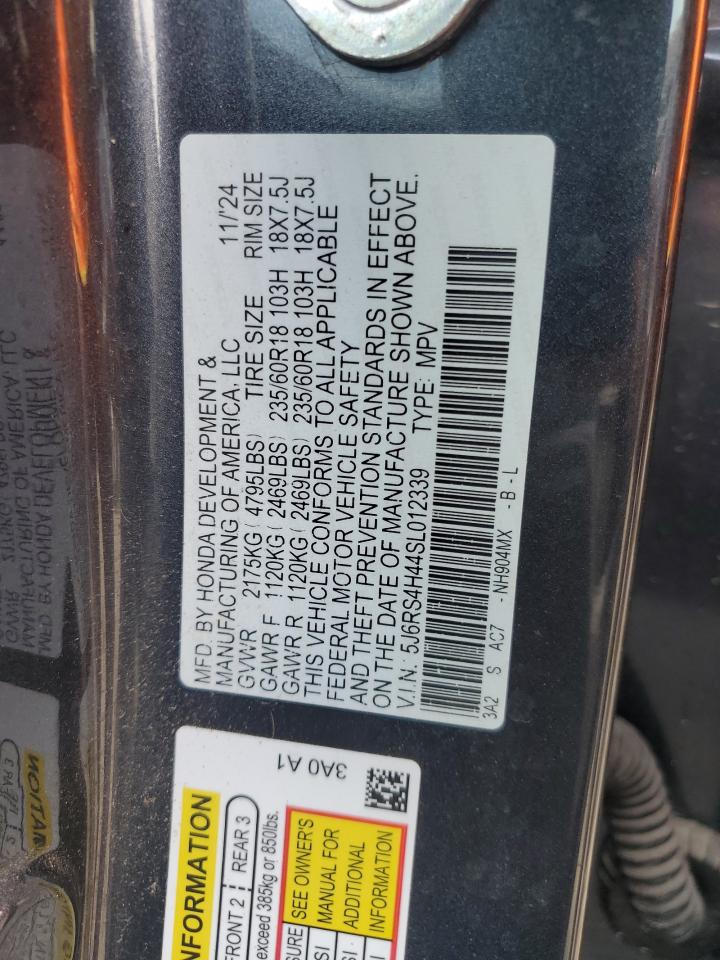 MFD. BY HONDA DEVELOPMENT &
MANUFACTURING OF AMERICA, LLC 11/'24
GVWR 2175KG ( 4795LBS) TIRE SIZE RIM SIZE
GAWR F 1120KG ( 2469LBS) 235/60R18 103H 18X7.5J
GAWR R 1120KG ( 2469LBS) 235/60R18 103H 18X7.5J
THIS VEHICLE CONFORMS TO ALL APPLICABLE
FEDERAL MOTOR VEHICLE SAFETY
AND THEFT PREVENTION STANDARDS IN EFFECT
ON THE DATE OF MANUFACTURE SHOWN ABOVE.
V.I.N.: 5J6RS4H44SL012339 TYPE: MPV
3A2 S AC7 -NH904MX -B-L
3A0 A1
NFORMATION
FRONT 2 REAR 3
exceed 385kg or 850lbs.
SEE OWNER'S
MANUAL FOR
ADDITIONAL
INFORMATION